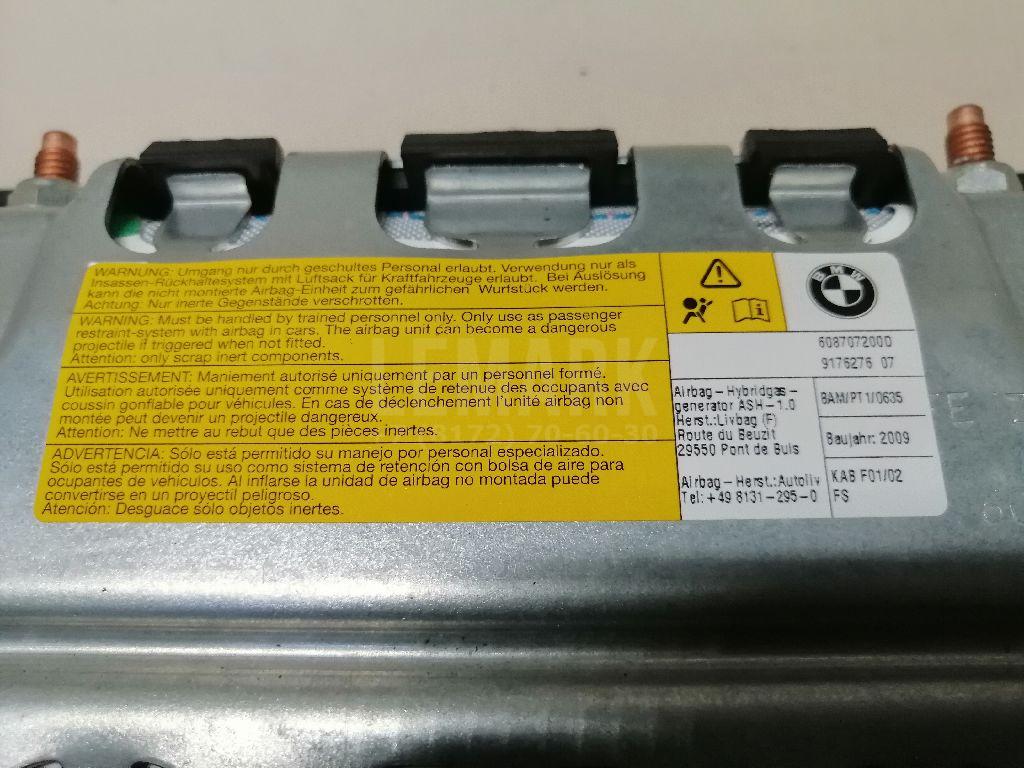 WARNUNG: Umgang nur durch geschultes Personal erlaubt. Verwendung nur als
Insassen-Rückhaltesystem mit Luftsack für Kraftfahrzeuge erlaubt. Bei Auslösung
kann die nicht montierte Airbag-Einheit zum gefährlichen Wurfstück werden.
Achtung: Nur inerte Gegenstände verschrotten.
WARNING: Must be handled by trained personnel only. Only use as passenger
restraint-system with airbag in cars. The airbag unit can become a dangerous
projectile if triggered when not fitted.
Attention: only scrap inert components.
AVERTISSEMENT: Maniement autorisé uniquement par un personnel formé.
Utilisation autorisée uniquement comme système de retenue des occupants avec
coussin gonflable pour véhicules. En cas de déclenchement l'unité airbag non
montée peut devenir un projectile dangereux.
Attention: Ne mettre au rebut que des pièces inertes.
ADVERTENCIA: Sólo está permitido su manejo por personal especializado.
Sólo está permitido su uso como sistema de retención con bolsa de aire para
ocupantes de vehículos. Al inflarse la unidad de airbag no montada puede
convertirse en un proyectil peligroso.
Atención: Desguace sólo objetos inertes.
BMW
608707200D
9176276 07
Airbag-Hybridgas-
generator ASH-1.0
Herst.: Livbag (F)
Route du Beuzit
29550 Pont de Buis
Airbag-Herst.: Autoliv
Tel: +49 8131-295-0
BAM/PT1/0635
Baujahr: 2009
KAB F01/02
FS
LEMARK
70-60-30